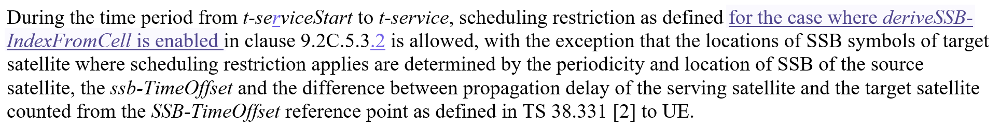 During the time period from t-serviceStart to t-service, scheduling restriction as defined for the case where deriveSSB-
IndexFromCell is enabled in clause 9.2C.5.3.2 is allowed, with the exception that the locations of SSB symbols of target
satellite where scheduling restriction applies are determined by the periodicity and location of SSB of the source
satellite, the ssb-TimeOffset and the difference between propagation delay of the serving satellite and the target satellite
counted from the SSB-TimeOffset reference point as defined in TS 38.331 [2] to UE.